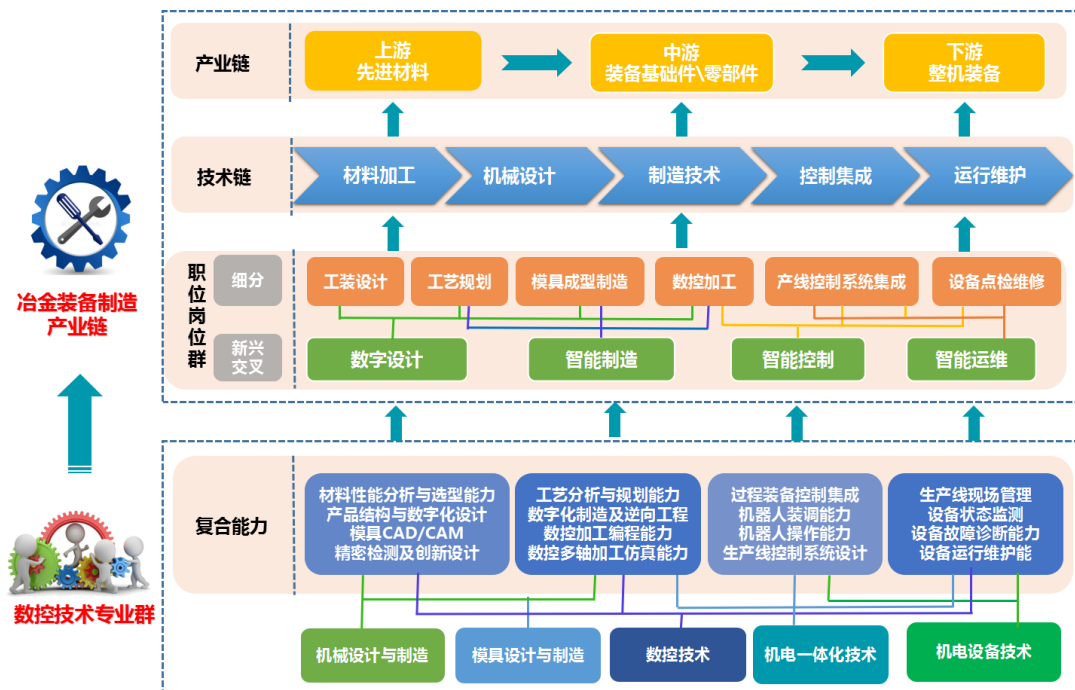 产业链
上游
先进材料
中游
装备基础件\零部件
下游
整机装备
技术链
材料加工
机械设计
制造技术
控制集成
运行维护
职位岗位群
细分
工装设计
工艺规划
模具成型制造
数控加工
产线控制系统集成
设备点检维修
新兴
交叉
数字设计
智能制造
智能控制
智能运维
冶金装备制造
产业链
复合能力
材料性能分析与选型能力
产品结构与数字化设计
模具CAD/CAM
精密检测及创新设计
工艺分析与规划能力
数字化制造及逆向工程
数控加工编程能力
数控多轴加工仿真能力
过程装备控制集成
机器人装调能力
机器人操作能力
生产线控制系统设计
生产线现场管理
设备状态监测
设备故障诊断能力
设备运行维护能
数控技术专业群
机械设计与制造
模具设计与制造
数控技术
机电一体化技术
机电设备技术